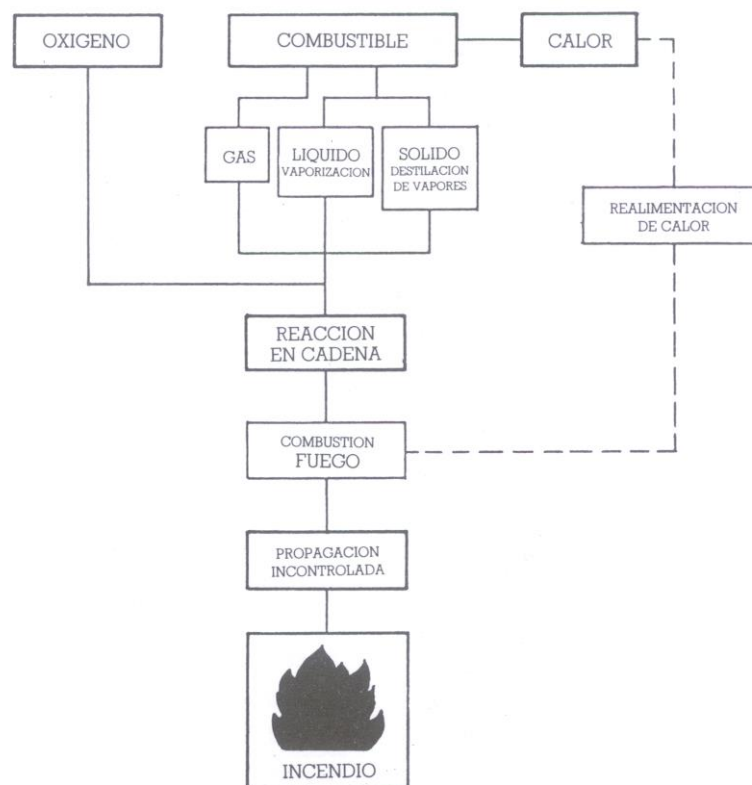 OXIGENO
COMBUSTIBLE
CALOR
GAS
LIQUIDO
VAPORIZACION
SOLIDO
DESTILACION
DE VAPORES
REALIMENTACION
DE CALOR
REACCION
EN CADENA
COMBUSTION
FUEGO
PROPAGACION
INCONTROLADA
INCENDIO